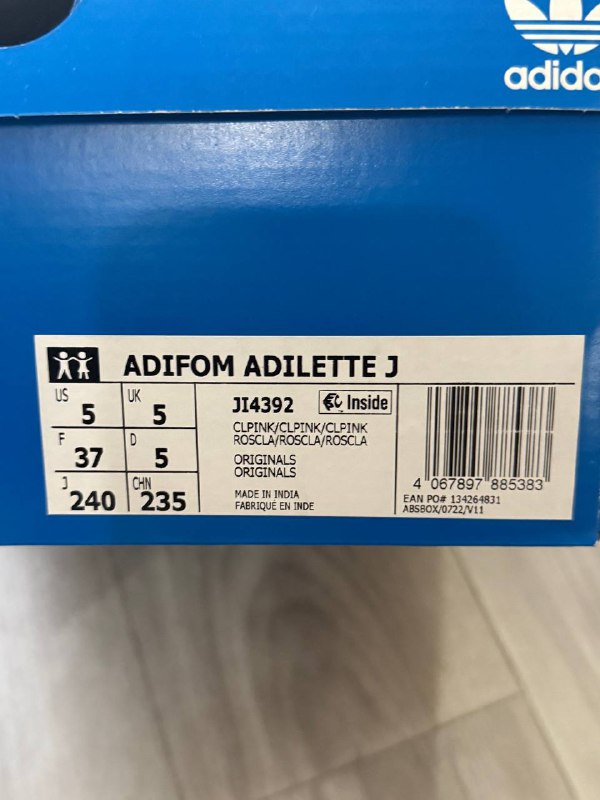 adidas
ADIFOM ADILETTE J
US 5 UK 5
F 37 D 5
J 240 CHN 235
JI4392 Inside
CLPINK/CLPINK/CLPINK
ROSCLA/ROSCLA/ROSCLA
ORIGINALS
ORIGINALS
MADE IN INDIA
FABRIQUÉ EN INDE
4 067897 885383
EAN PO# 134264831
ABSBOX/0722/V11